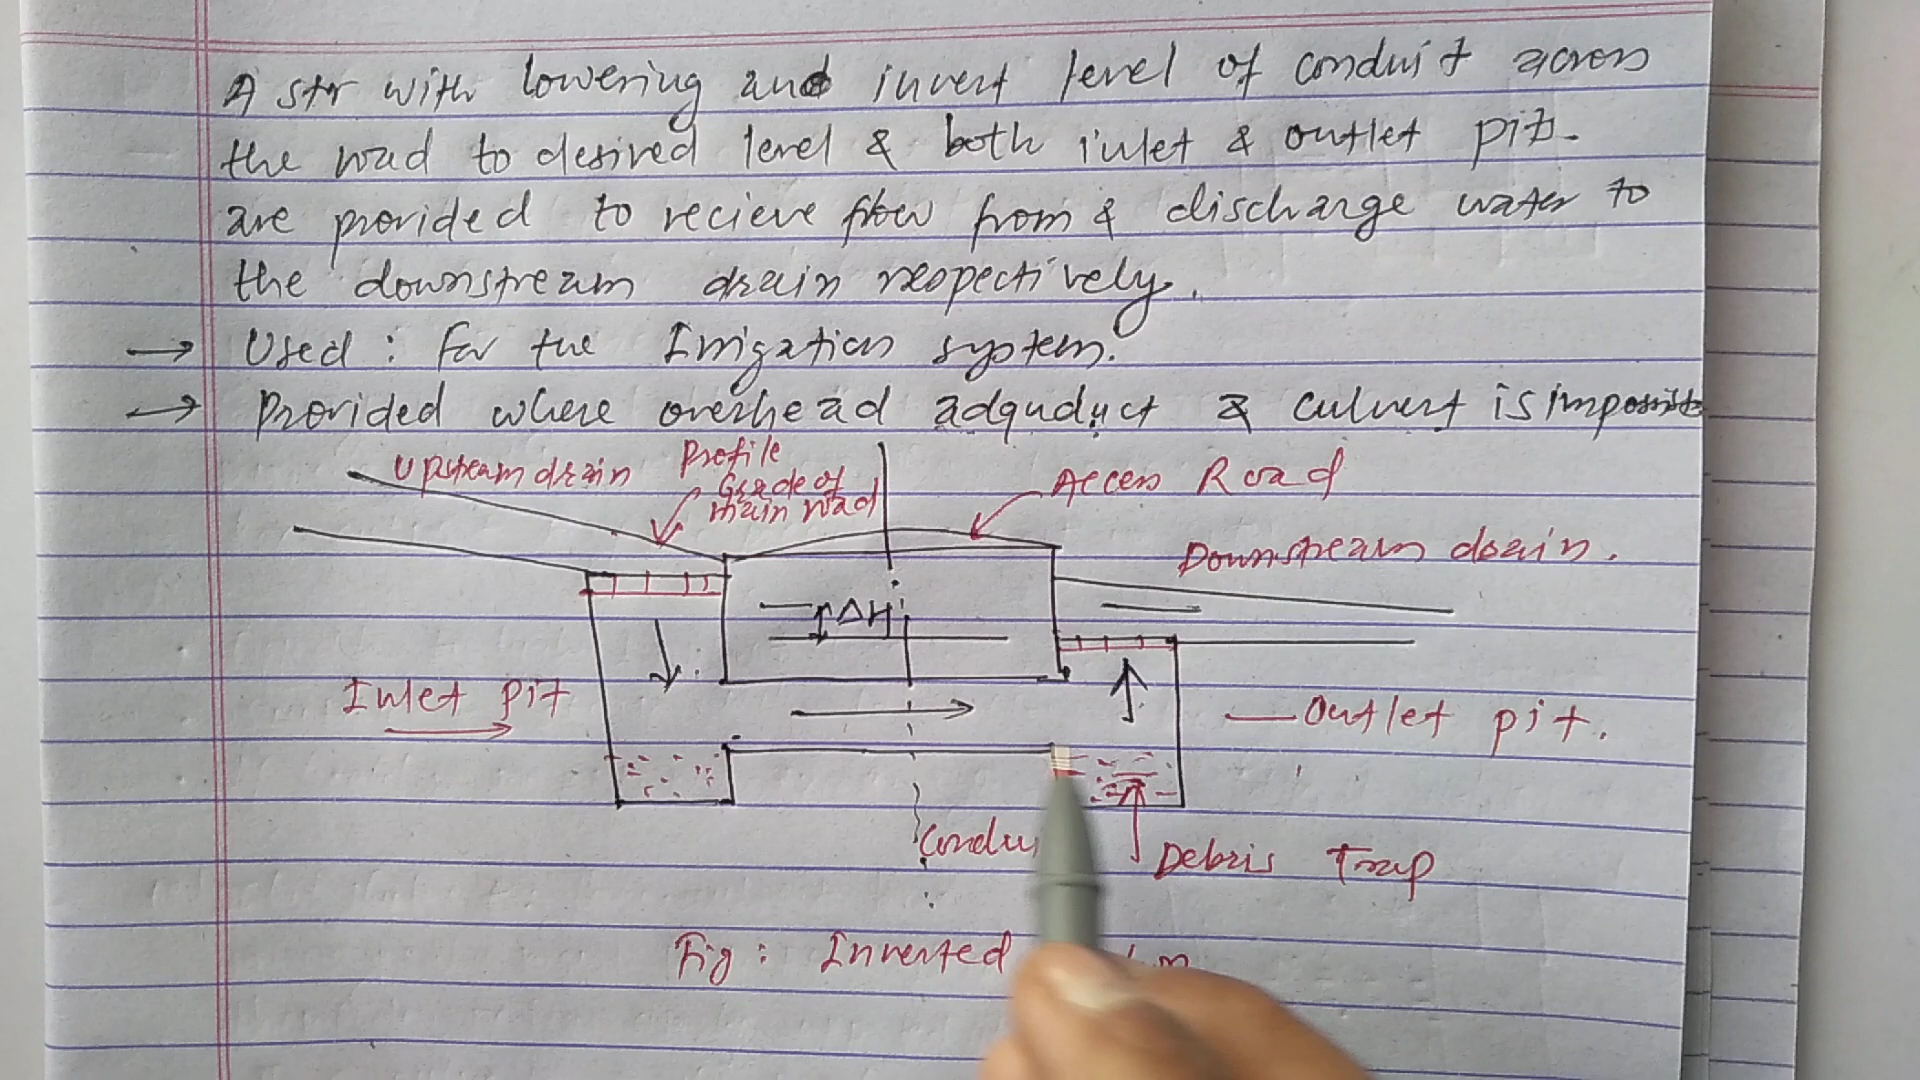 A str with lowering and invert level of conduit across
the road to desired level & both inlet & outlet pit.
are provided to recieve flow from & discharge water to
the downstream drain respectively.
→ Used : For the Irrigation system.
→ Provided where overhead adquduct & culvert is impossible
Upstream drain
Profile
Grade of
main road
Access Road
Downstream drain.
↑ΔH
Inlet pit
Outlet pit.
Debris Trap
Fig : Inverted